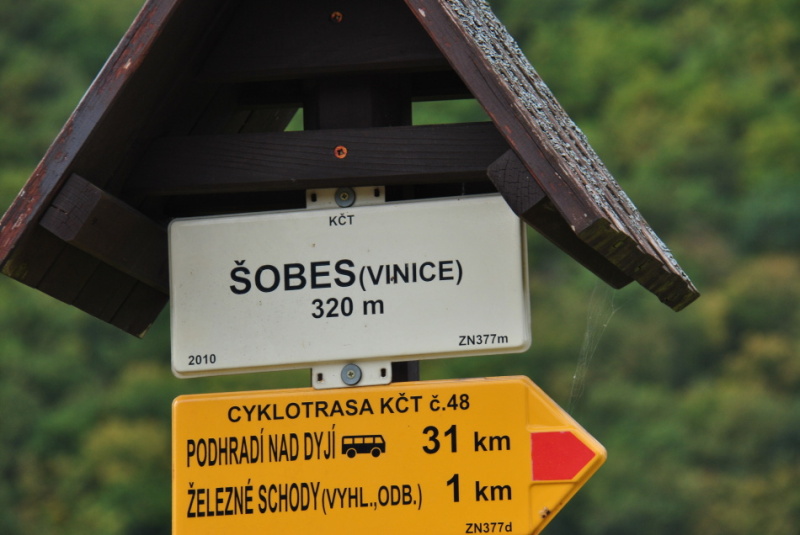 KČT
ŠOBES(VINICE)
320 m
2010 ZN377m
CYKLOTRASA KČT č.48
PODHRADÍ NAD DYJÍ 31 km
ŽELEZNÉ SCHODY(VYHL.,ODB.) 1 km
ZN377d